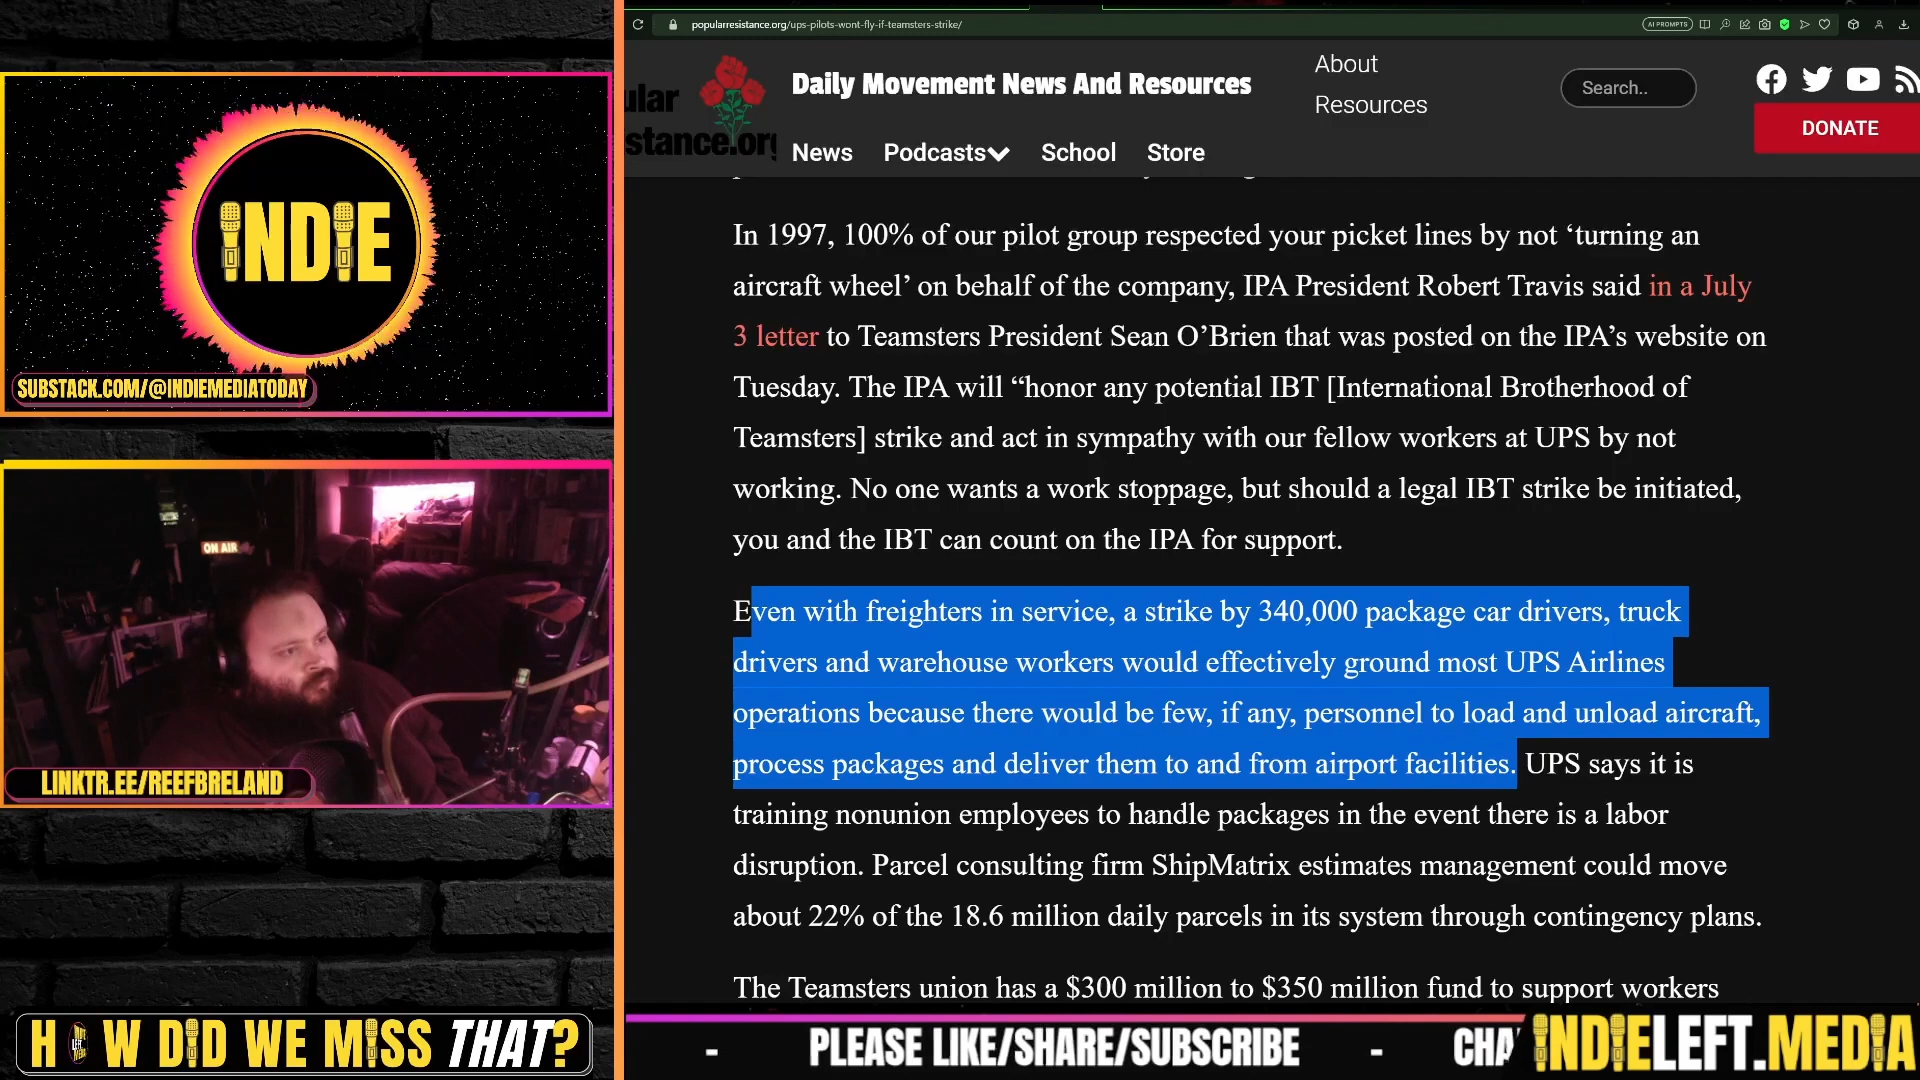 INDIE
SUBSTACK.COM/@INDIEMEDIATODAY
ON AIR
LINKTR.EE/REEFBRELAND
HOW DID WE MISS THAT?
popularresistance.org/ups-pilots-wont-fly-if-teamsters-strike/
AI PROMPTS
ular
stance.org
Daily Movement News And Resources
About
Resources
Search..
DONATE
News Podcasts School Store
In 1997, 100% of our pilot group respected your picket lines by not ‘turning an
aircraft wheel’ on behalf of the company, IPA President Robert Travis said in a July
3 letter to Teamsters President Sean O’Brien that was posted on the IPA’s website on
Tuesday. The IPA will “honor any potential IBT [International Brotherhood of
Teamsters] strike and act in sympathy with our fellow workers at UPS by not
working. No one wants a work stoppage, but should a legal IBT strike be initiated,
you and the IBT can count on the IPA for support.
Even with freighters in service, a strike by 340,000 package car drivers, truck
drivers and warehouse workers would effectively ground most UPS Airlines
operations because there would be few, if any, personnel to load and unload aircraft,
process packages and deliver them to and from airport facilities. UPS says it is
training nonunion employees to handle packages in the event there is a labor
disruption. Parcel consulting firm ShipMatrix estimates management could move
about 22% of the 18.6 million daily parcels in its system through contingency plans.
The Teamsters union has a $300 million to $350 million fund to support workers
- PLEASE LIKE/SHARE/SUBSCRIBE - CHA
INDIELEFT.MEDIA